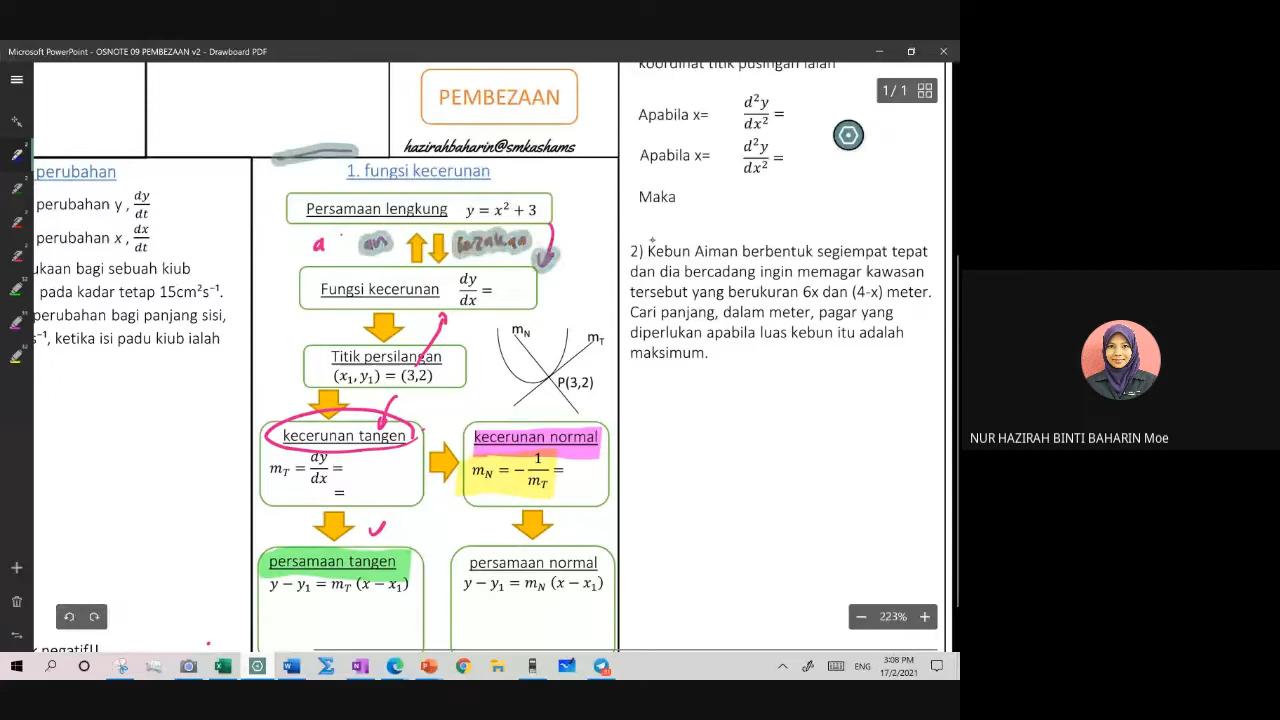 Microsoft PowerPoint - OSNOTE 09 PEMBEZAAN v2 - Drawboard PDF
PEMBEZAAN
hazirahbaharin@smkashams
perubahan
perubahan y , dy/dt
perubahan x , dx/dt
ukaan bagi sebuah kiub
pada kadar tetap 15cm²s⁻¹.
perubahan bagi panjang sisi,
s⁻¹, ketika isi padu kiub ialah
negatif!!
1. fungsi kecerunan
Persamaan lengkung y = x² + 3
a
an
Fungsi kecerunan dy/dx =
Titik persilangan
(x₁, y₁) = (3,2)
m_N
m_T
P(3,2)
kecerunan tangen
m_T = dy/dx =
=
kecerunan normal
m_N = − 1/m_T =
persamaan tangen
y − y₁ = m_T (x − x₁)
persamaan normal
y − y₁ = m_N (x − x₁)
koordinat titik pusingan ialah
Apabila x= d²y/dx² =
Apabila x= d²y/dx² =
Maka
2) Kebun Aiman berbentuk segiempat tepat
dan dia bercadang ingin memagar kawasan
tersebut yang berukuran 6x dan (4-x) meter.
Cari panjang, dalam meter, pagar yang
diperlukan apabila luas kebun itu adalah
maksimum.
1 / 1
223%
ENG
3:08 PM
17/2/2021
NUR HAZIRAH BINTI BAHARIN Moe